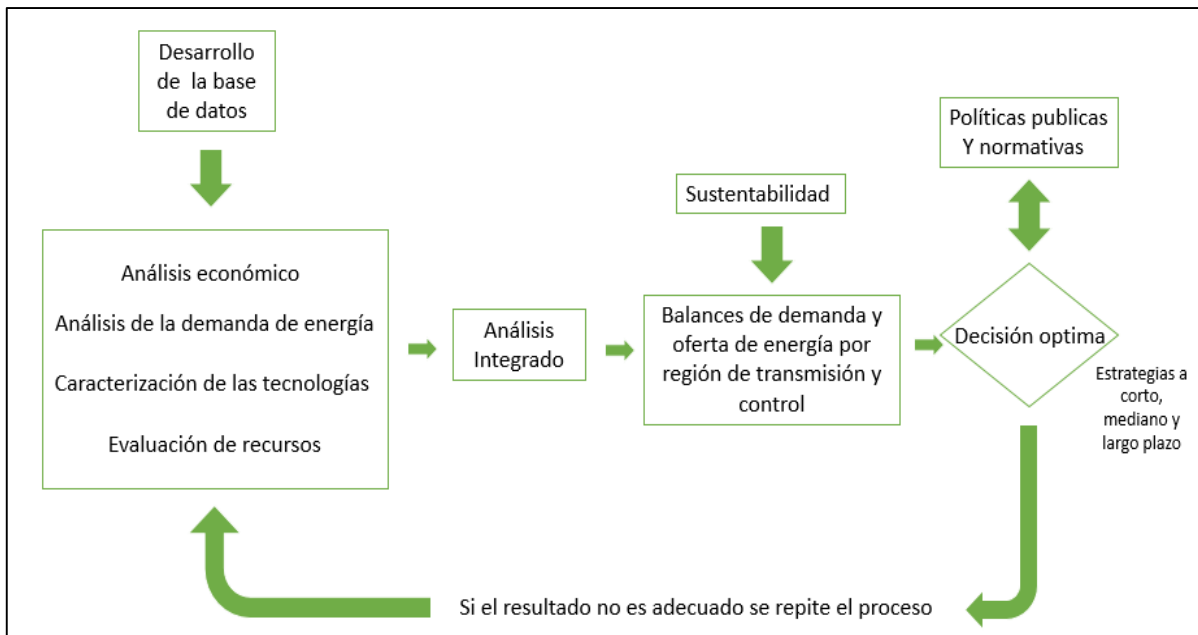 Desarrollo
de la base
de datos
Análisis económico
Análisis de la demanda de energía
Caracterización de las tecnologías
Evaluación de recursos
Análisis
Integrado
Sustentabilidad
Balances de demanda y
oferta de energía por
región de transmisión y
control
Políticas publicas
Y normativas
Decisión optima
Estrategias a
corto,
mediano y
largo plazo
Si el resultado no es adecuado se repite el proceso